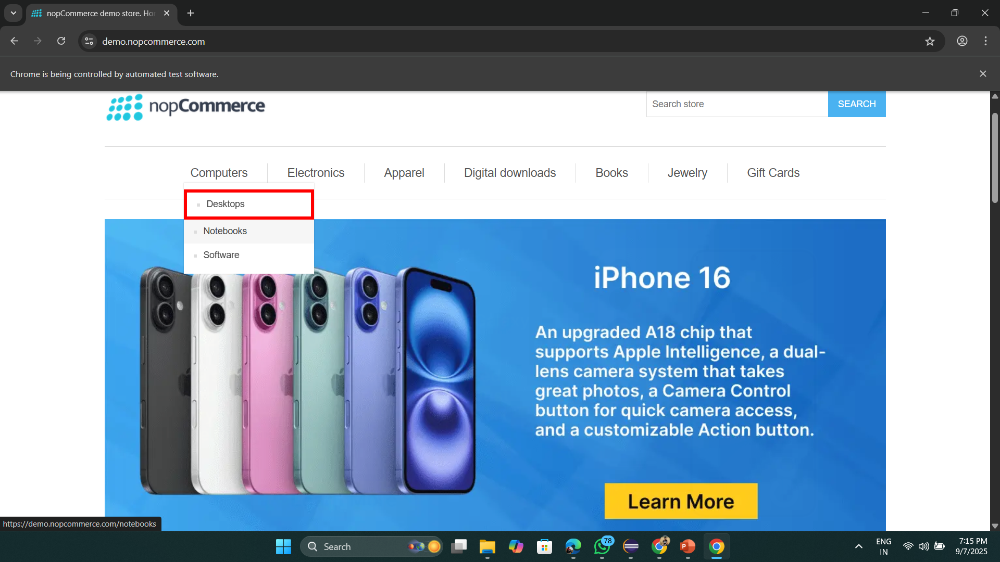 nopCommerce demo store. Hor
demo.nopcommerce.com
Chrome is being controlled by automated test software.
nopCommerce
Search store
SEARCH
Computers
Electronics
Apparel
Digital downloads
Books
Jewelry
Gift Cards
Desktops
Notebooks
Software
iPhone 16
An upgraded A18 chip that
supports Apple Intelligence, a dual-
lens camera system that takes
great photos, a Camera Control
button for quick camera access,
and a customizable Action button.
Learn More
https://demo.nopcommerce.com/notebooks
Search
78
P
ENG
IN
7:15 PM
9/7/2025